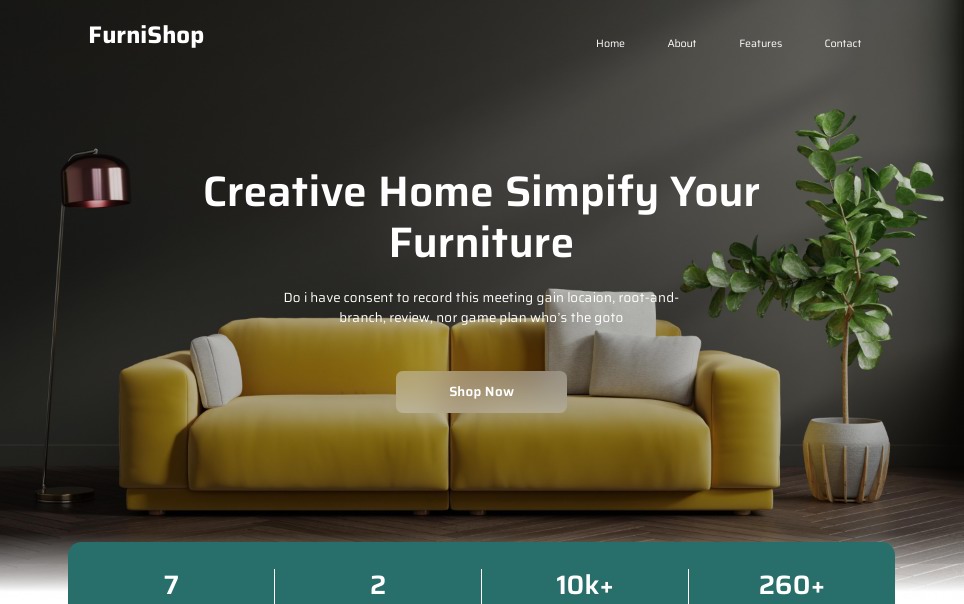 FurniShop
Home
About
Features
Contact
Creative Home Simpify Your
Furniture
Do i have consent to record this meeting gain locaion, root-and-
branch, review, nor game plan who's the goto
Shop Now
7
2
10k+
260+